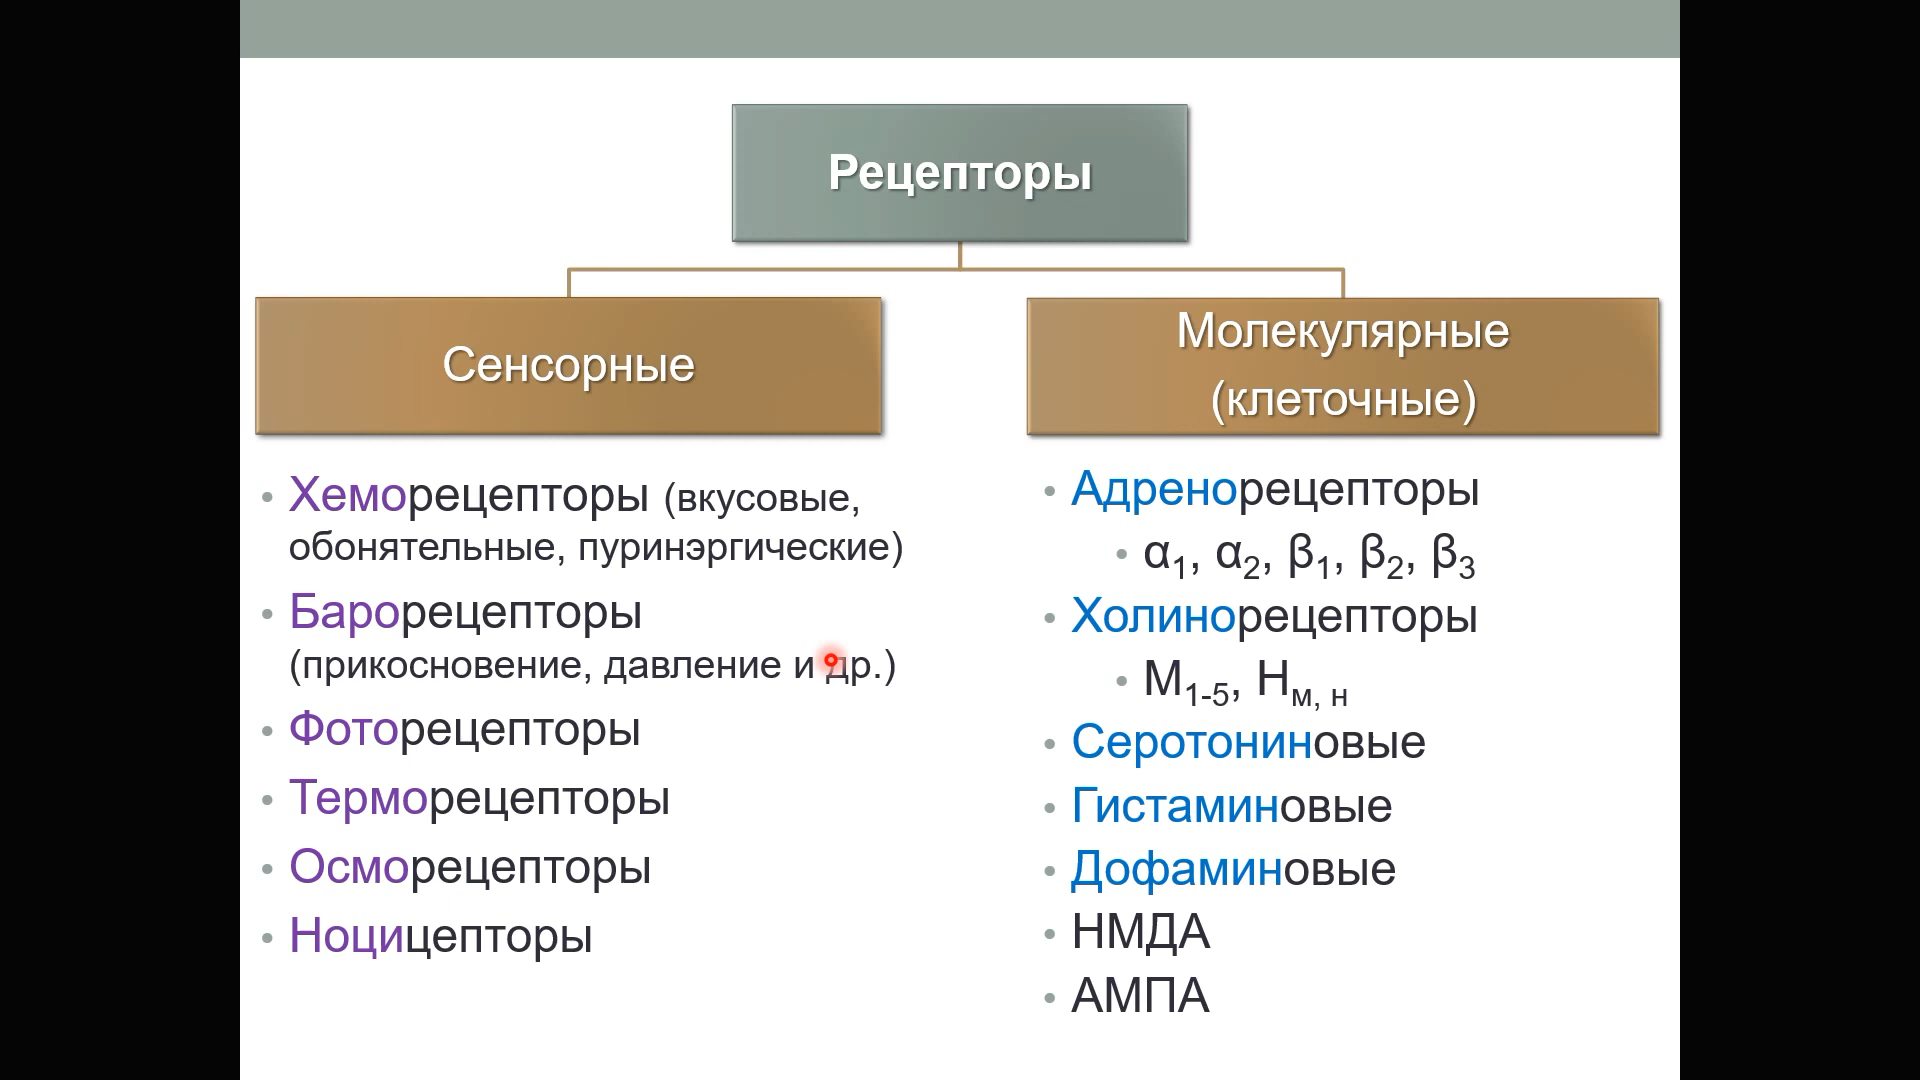 Рецепторы
Сенсорные
• Хеморецепторы (вкусовые,
обонятельные, пуринэргические)
• Барорецепторы
(прикосновение, давление и др.)
• Фоторецепторы
• Терморецепторы
• Осморецепторы
• Ноцицепторы
Молекулярные
(клеточные)
• Адренорецепторы
• α₁, α₂, β₁, β₂, β₃
• Холинорецепторы
• М₁₋₅, Нм, н
• Серотониновые
• Гистаминовые
• Дофаминовые
• НМДА
• АМПА